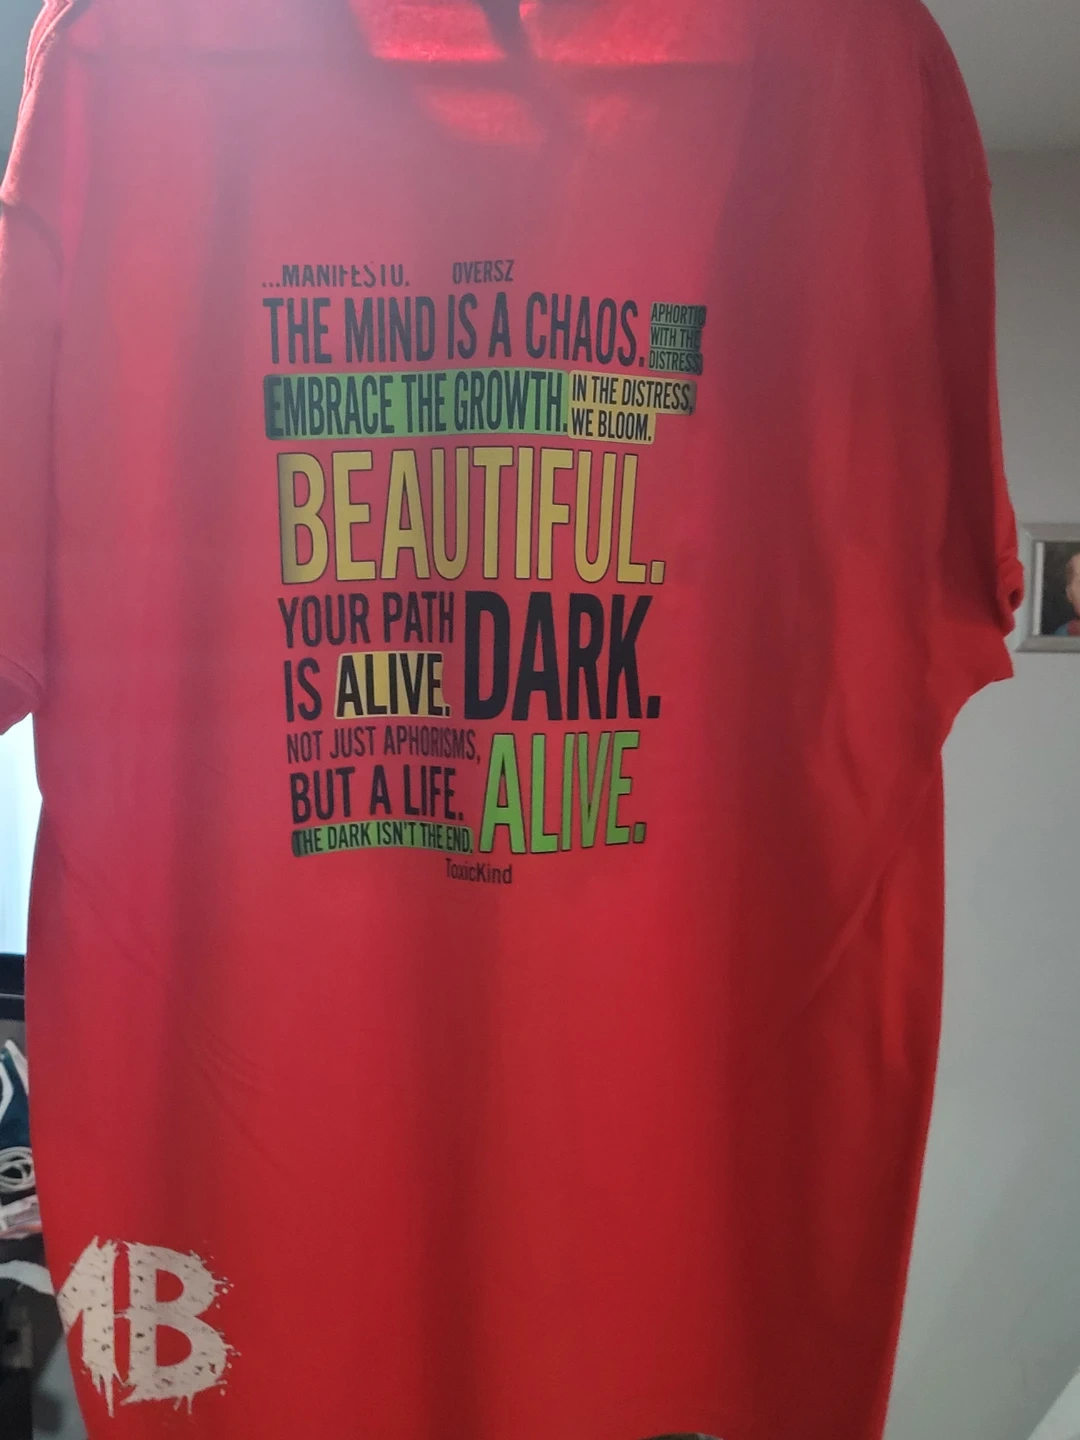 ...MANIFESTO. OVERSZ
THE MIND IS A CHAOS.
APHORTIC
WITH THE
DISTRESS
EMBRACE THE GROWTH.
IN THE DISTRESS,
WE BLOOM.
BEAUTIFUL.
YOUR PATH
IS ALIVE.
DARK.
NOT JUST APHORISMS,
BUT A LIFE.
THE DARK ISN'T THE END,
ALIVE.
ToxicKind